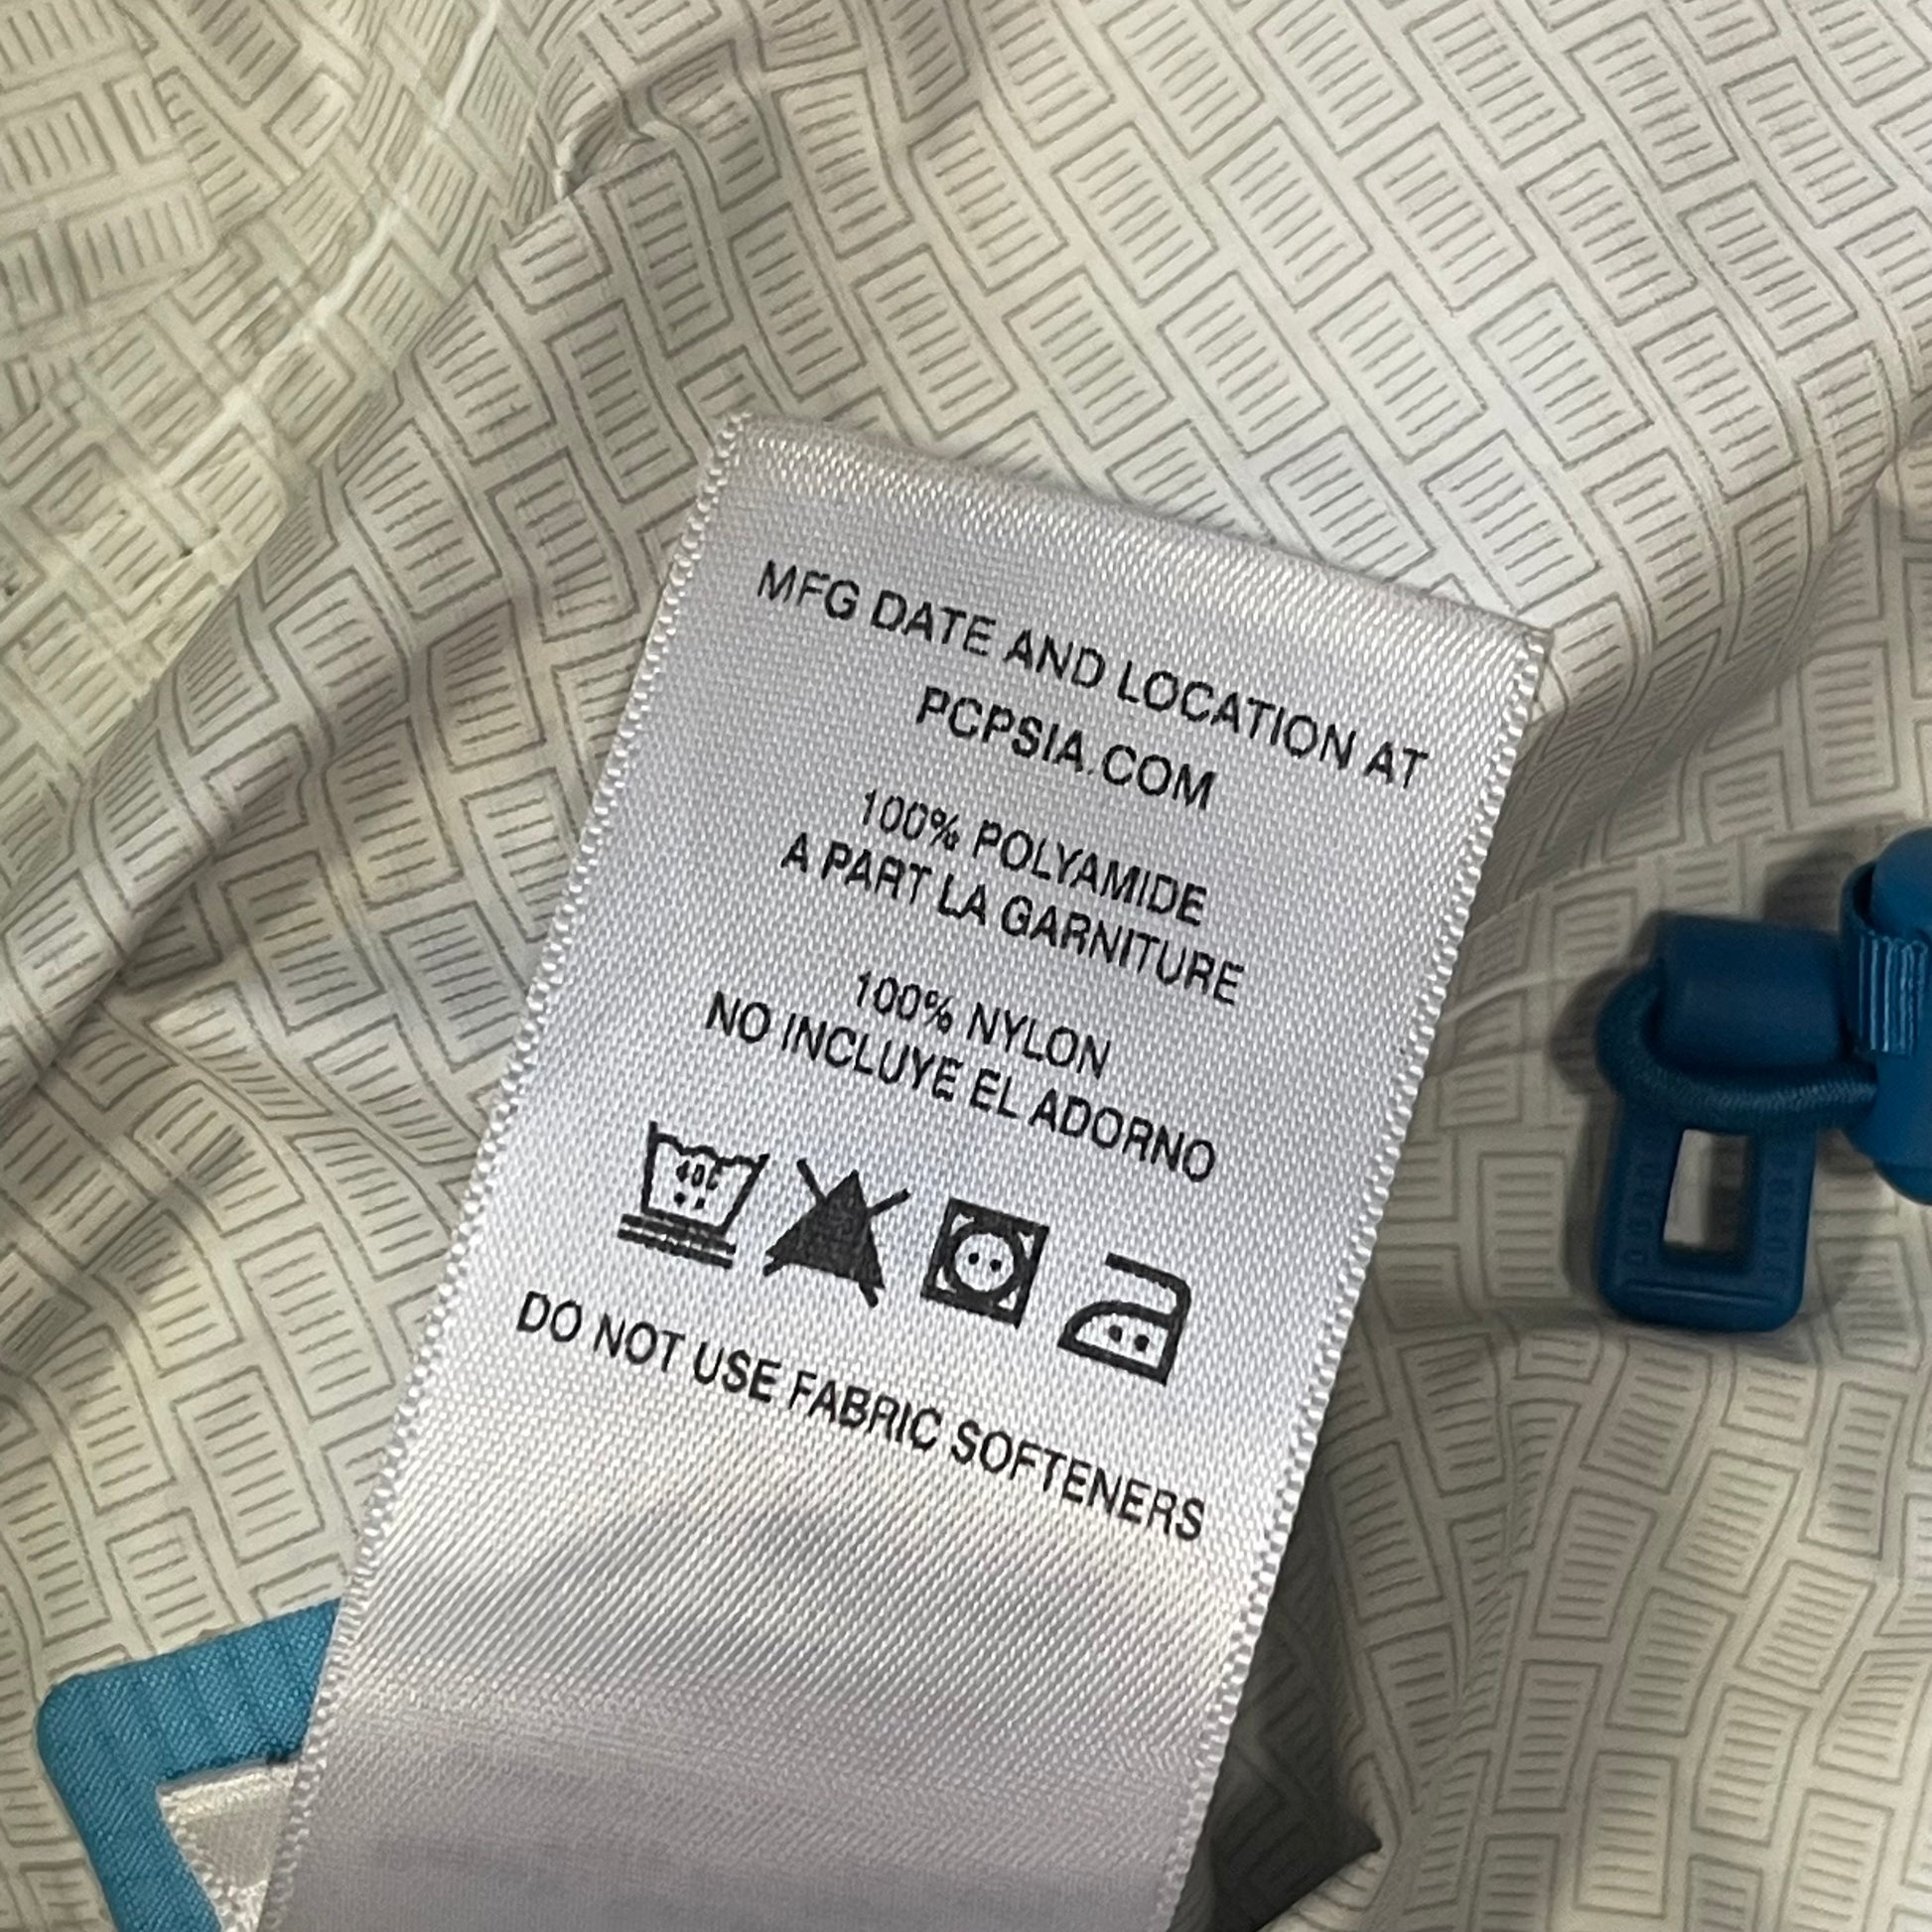 MFG DATE AND LOCATION AT
PCPSIA.COM
100% POLYAMIDE
A PART LA GARNITURE
100% NYLON
NO INCLUYE EL ADORNO
40C
DO NOT USE FABRIC SOFTENERS